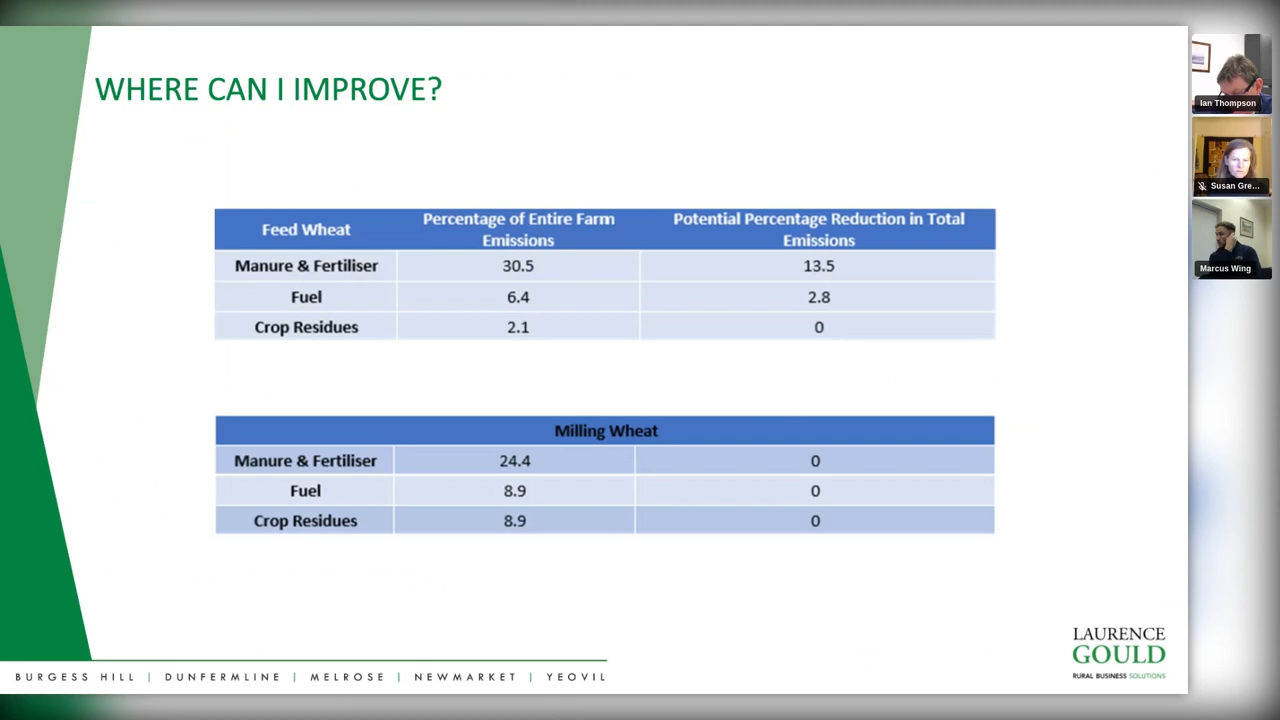 WHERE CAN I IMPROVE?
Feed Wheat
Percentage of Entire Farm
Emissions
Potential Percentage Reduction in Total
Emissions
Manure & Fertiliser 30.5 13.5
Fuel 6.4 2.8
Crop Residues 2.1 0
Milling Wheat
Manure & Fertiliser 24.4 0
Fuel 8.9 0
Crop Residues 8.9 0
LAURENCE
GOULD
RURAL BUSINESS SOLUTIONS
BURGESS HILL | DUNFERMLINE | MELROSE | NEWMARKET | YEOVIL
Ian Thompson
Susan Gre...
Marcus Wing